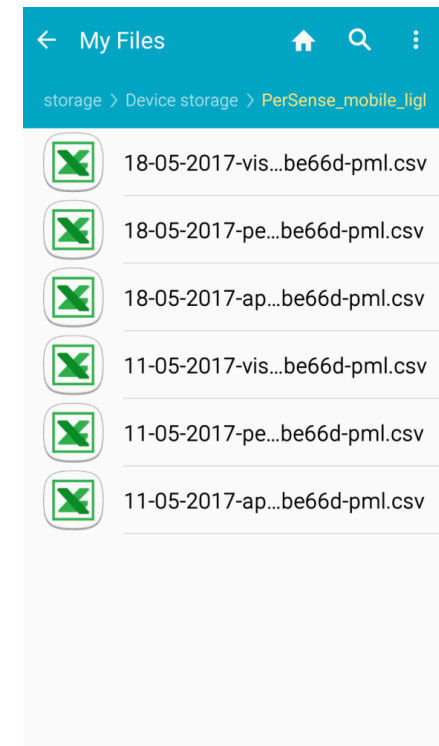 My Files
storage > Device storage > PerSense_mobile_ligl
18-05-2017-vis...be66d-pml.csv
18-05-2017-pe...be66d-pml.csv
18-05-2017-ap...be66d-pml.csv
11-05-2017-vis...be66d-pml.csv
11-05-2017-pe...be66d-pml.csv
11-05-2017-ap...be66d-pml.csv